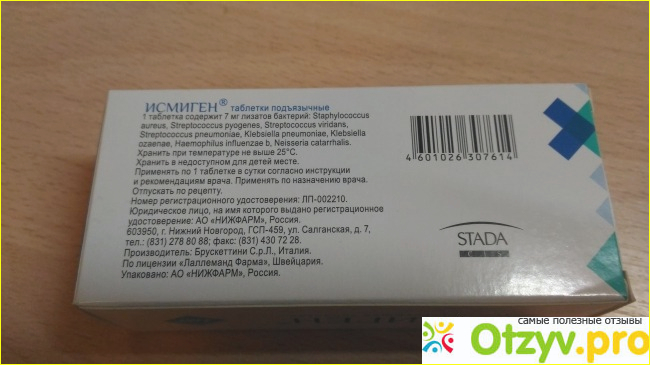 ИСМИГЕН® таблетки подъязычные
1 таблетка содержит 7 мг лизатов бактерий: Staphylococcus
aureus, Streptococcus pyogenes, Streptococcus viridans,
Streptococcus pneumoniae, Klebsiella pneumoniae, Klebsiella
ozaenae, Haemophilus influenzae b, Neisseria catarrhalis.
Хранить при температуре не выше 25°С.
Хранить в недоступном для детей месте.
Применять по 1 таблетке в сутки согласно инструкции
и рекомендациям врача. Применять по назначению врача.
Отпускать по рецепту.
Номер регистрационного удостоверения: ЛП-002210.
Юридическое лицо, на имя которого выдано регистрационное
удостоверение: АО «НИЖФАРМ», Россия.
603950, г. Нижний Новгород, ГСП-459, ул. Салганская, д. 7,
тел.: (831) 278 80 88; факс: (831) 430 72 28.
Произведено: Брускеттини С.р.Л., Италия.
По лицензии «Лаллеманд Фарма», Швейцария.
Упаковано: АО «НИЖФАРМ», Россия.
4 601026 307614
STADA
CIS
самые полезные отзывы
Otzyv.pro